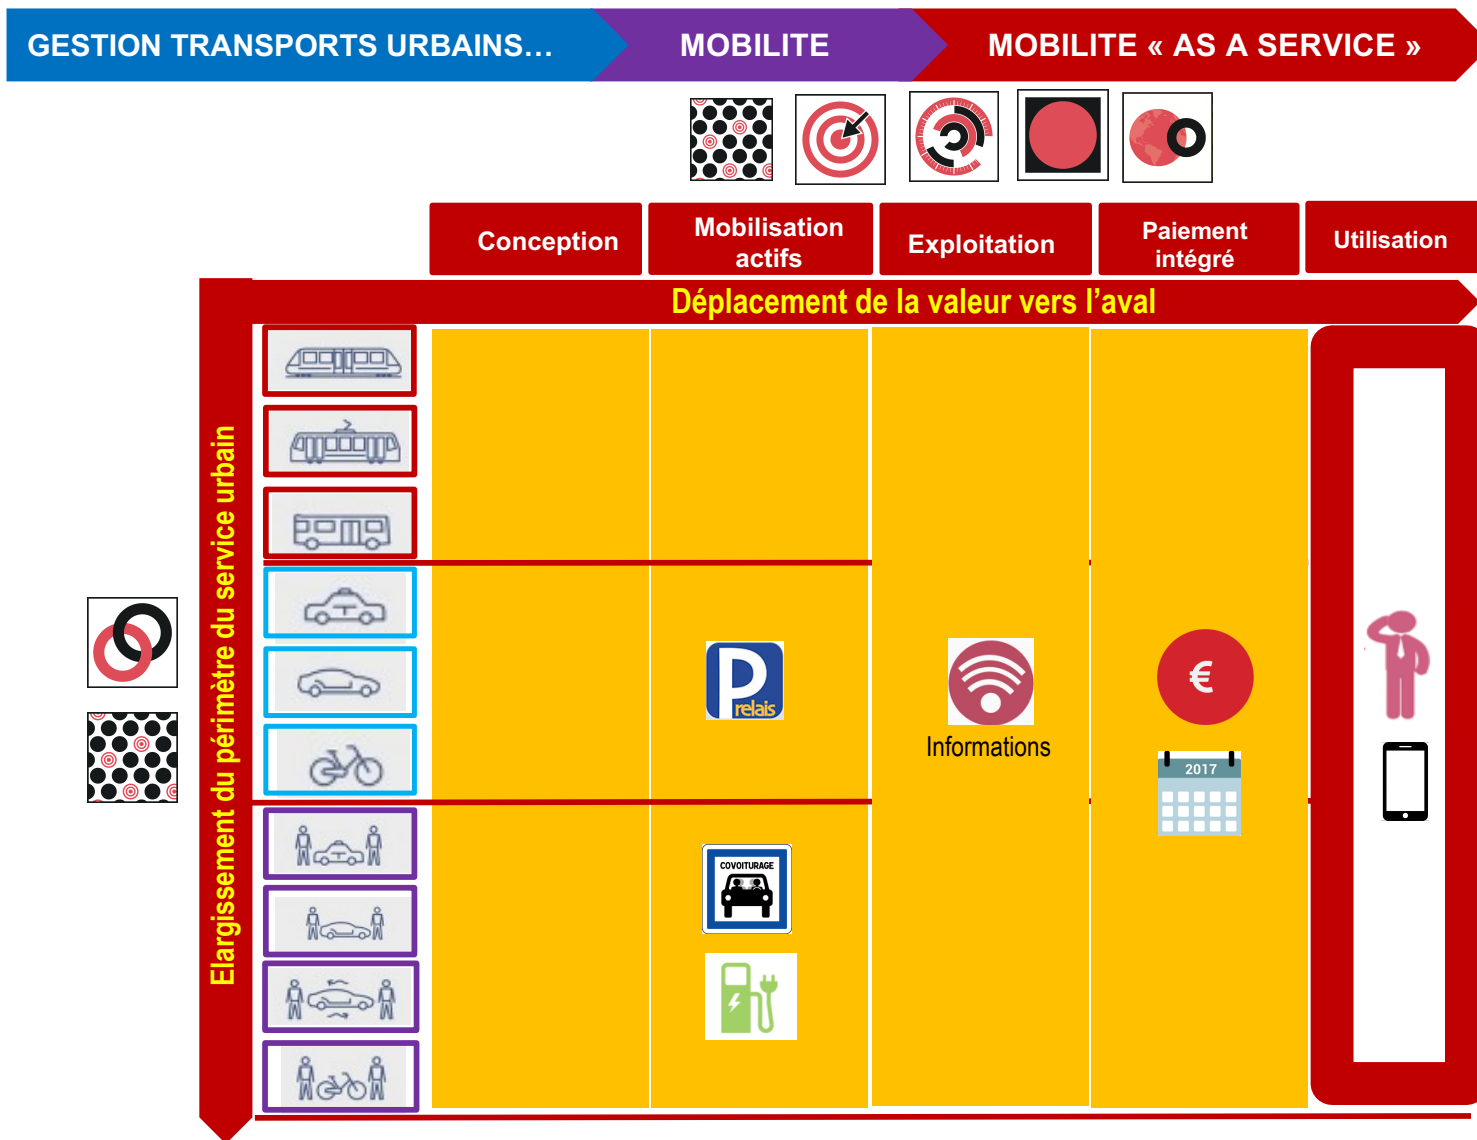 GESTION TRANSPORTS URBAINS…
MOBILITE
MOBILITE « AS A SERVICE »
Conception
Mobilisation
actifs
Exploitation
Paiement
intégré
Utilisation
Déplacement de la valeur vers l’aval
Elargissement du périmètre du service urbain
T
P
relais
Informations
€
2017
T
COVOITURAGE